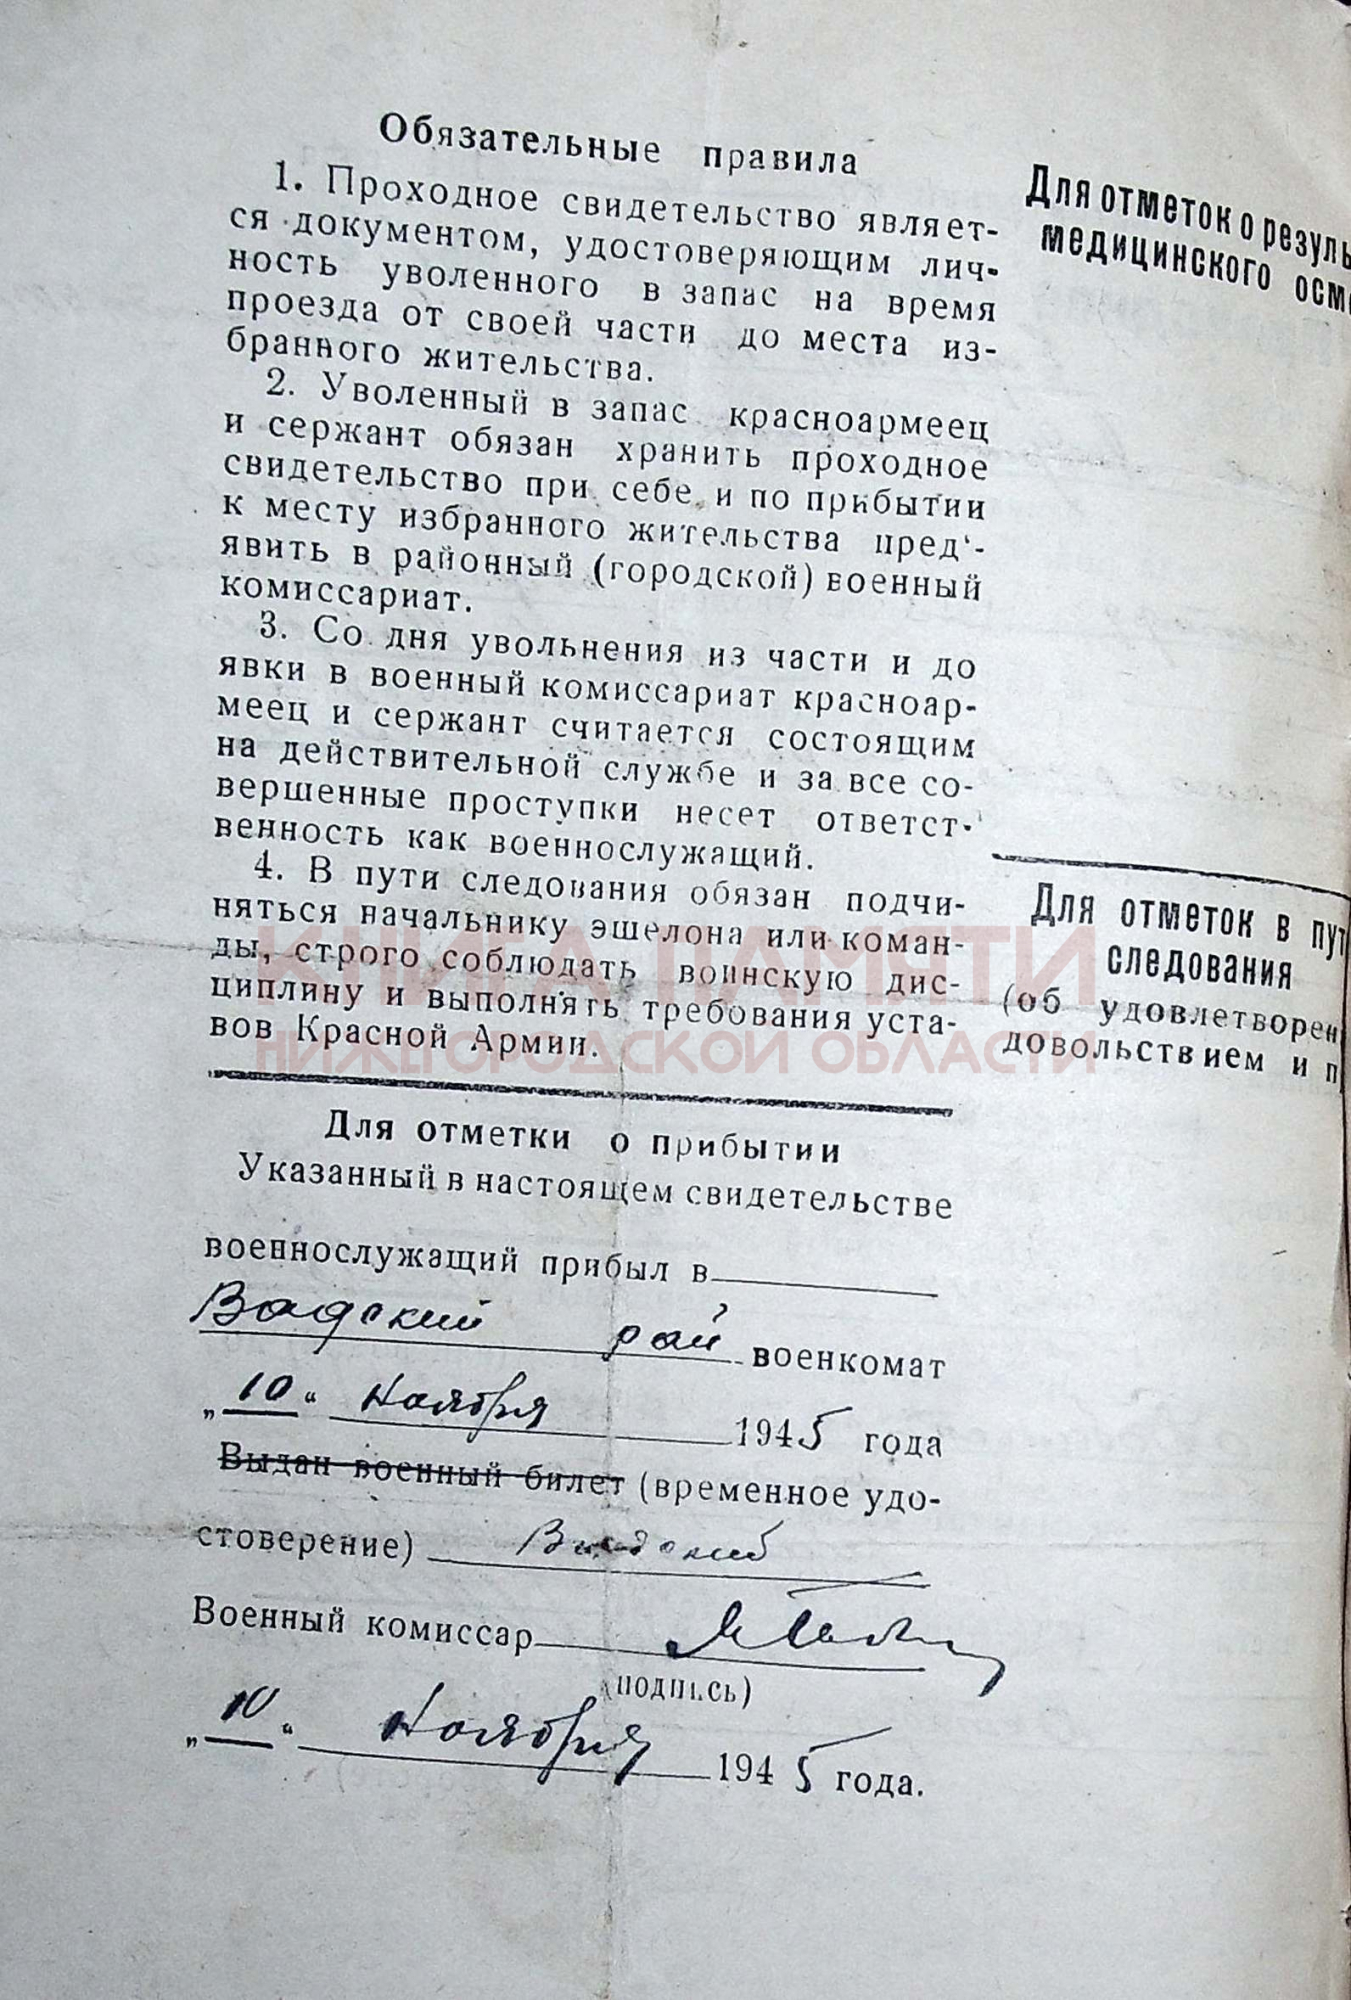 Обязательные правила
1. Проходное свидетельство являет-
ся документом, удостоверяющим лич-
ность уволенного в запас на время
проезда от своей части до места из-
бранного жительства.
2. Уволенный в запас красноармеец
и сержант обязан хранить проходное
свидетельство при себе и по прибытии
к месту избранного жительства пред'-
явить в районный (городской) военный
комиссариат.
3. Со дня увольнения из части и до
явки в военный комиссариат красноар-
меец и сержант считается состоящим
на действительной службе и за все со-
вершенные проступки несет ответст-
венность как военнослужащий.
4. В пути следования обязан подчи-
няться начальнику эшелона или коман-
ды, строго соблюдать воинскую дис-
циплину и выполнять требования уста-
вов Красной Армии.
Для отметки о прибытии
Указанный в настоящем свидетельстве
военнослужащий прибыл в
Вадский рай военкомат
„10“ Ноября 1945 года
Выдан военный билет (временное удо-
стоверение) Вадский
Военный комиссар
(подпись)
„10“ Ноября 1945 года.
Для отметок о резуль
медицинского осм
Для отметок в пут
следования
(об удовлетворен
довольствием и п
КНИГА ПАМЯТИ
НИЖЕГОРОДСКОЙ ОБЛАСТИ